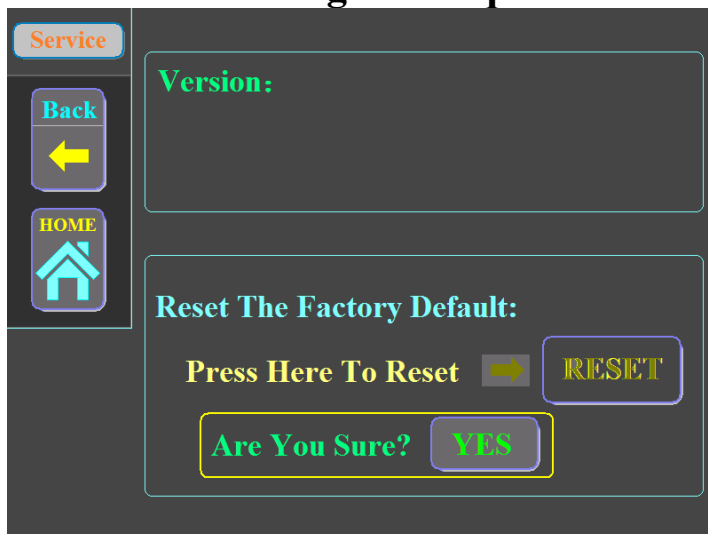 Service
Back
HOME
Version：
Reset The Factory Default:
Press Here To Reset
RESET
Are You Sure?
YES